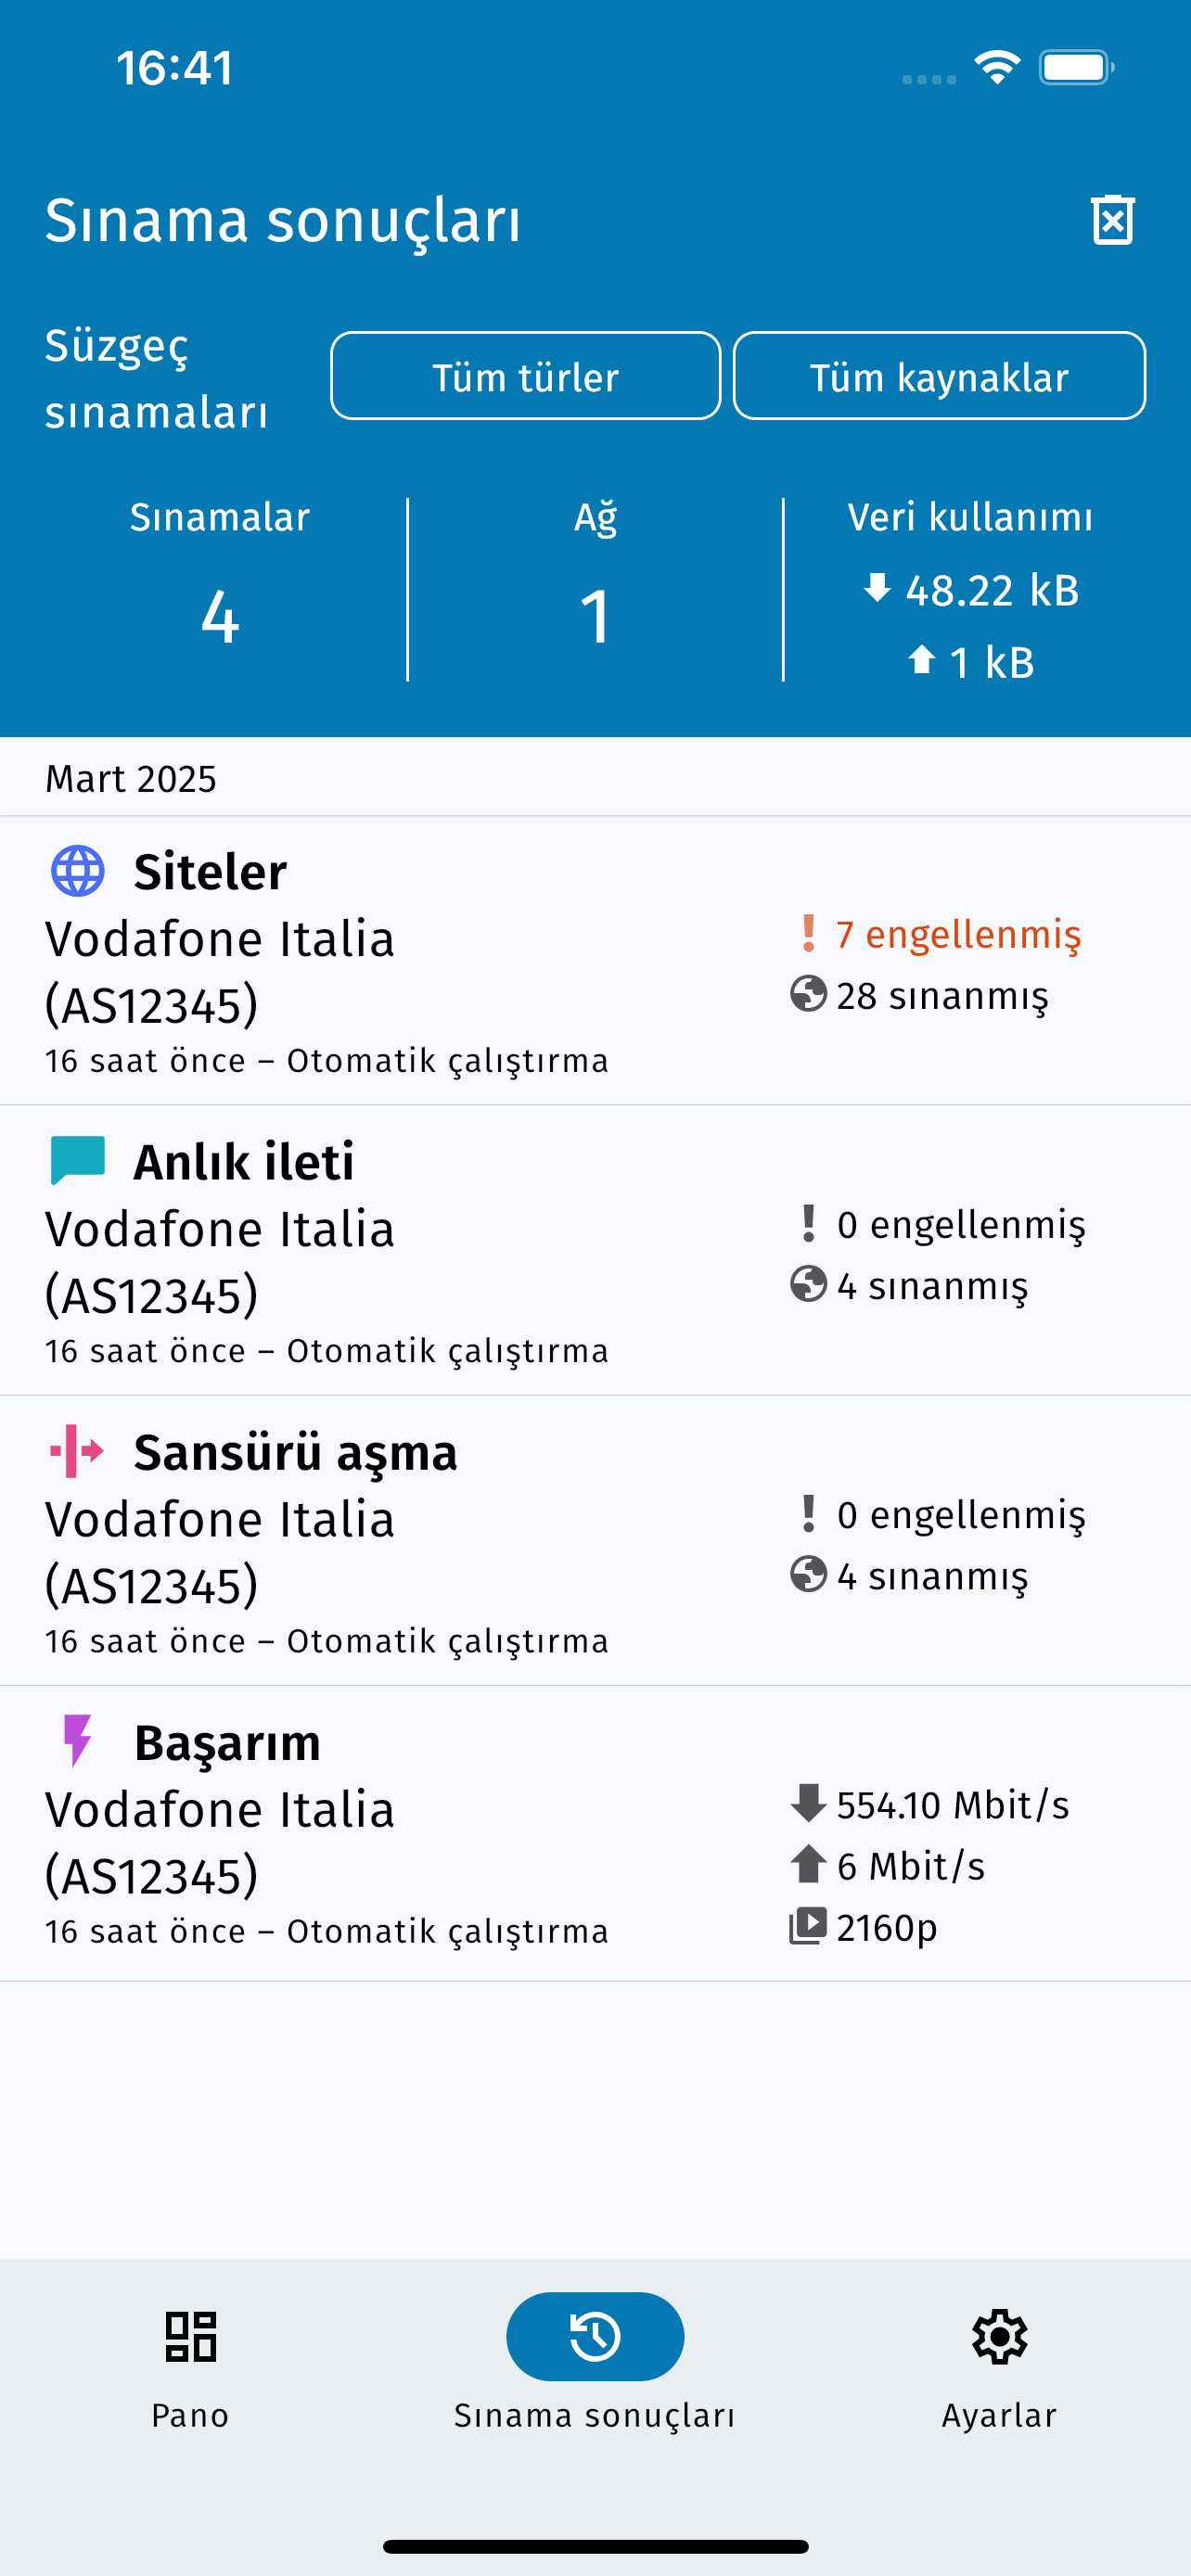 16:41
Sınama sonuçları
Süzgeç
sınamaları
Tüm türler
Tüm kaynaklar
Sınamalar
4
Ağ
1
Veri kullanımı
48.22 kB
1 kB
Mart 2025
Siteler
Vodafone Italia
(AS12345)
16 saat önce – Otomatik çalıştırma
7 engellenmiş
28 sınanmış
Anlık ileti
Vodafone Italia
(AS12345)
16 saat önce – Otomatik çalıştırma
0 engellenmiş
4 sınanmış
Sansürü aşma
Vodafone Italia
(AS12345)
16 saat önce – Otomatik çalıştırma
0 engellenmiş
4 sınanmış
Başarım
Vodafone Italia
(AS12345)
16 saat önce – Otomatik çalıştırma
554.10 Mbit/s
6 Mbit/s
2160p
Pano
Sınama sonuçları
Ayarlar